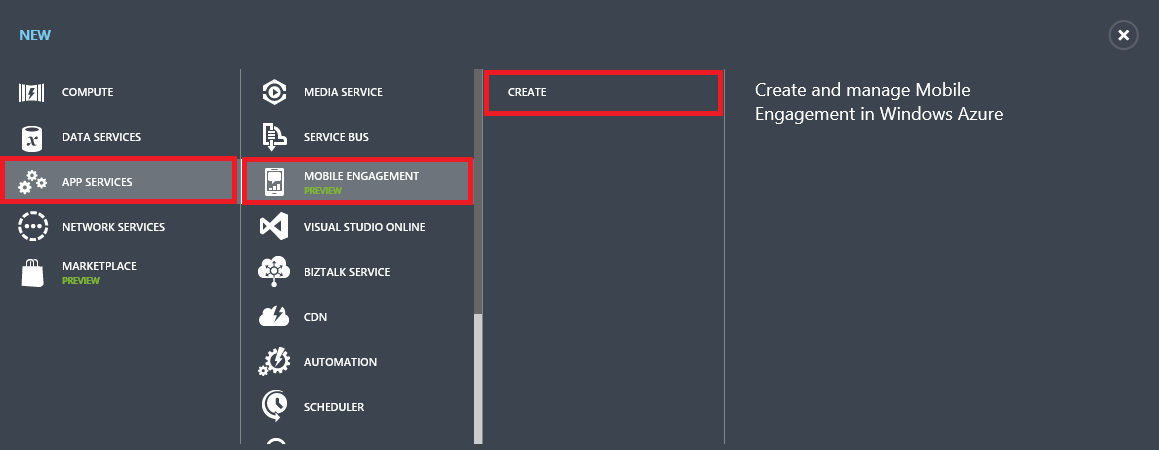 NEW
COMPUTE
DATA SERVICES
APP SERVICES
NETWORK SERVICES
MARKETPLACE
PREVIEW
MEDIA SERVICE
SERVICE BUS
MOBILE ENGAGEMENT
PREVIEW
VISUAL STUDIO ONLINE
BIZTALK SERVICE
CDN
AUTOMATION
SCHEDULER
CREATE
Create and manage Mobile
Engagement in Windows Azure